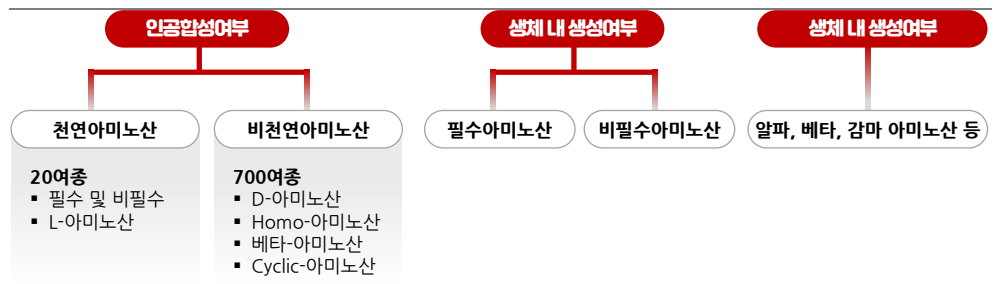 인공합성여부
천연아미노산
비천연아미노산
20여종
▪ 필수 및 비필수
▪ L-아미노산
700여종
▪ D-아미노산
▪ Homo-아미노산
▪ 베타-아미노산
▪ Cyclic-아미노산
생체 내 생성여부
필수아미노산
비필수아미노산
생체 내 생성여부
알파, 베타, 감마 아미노산 등